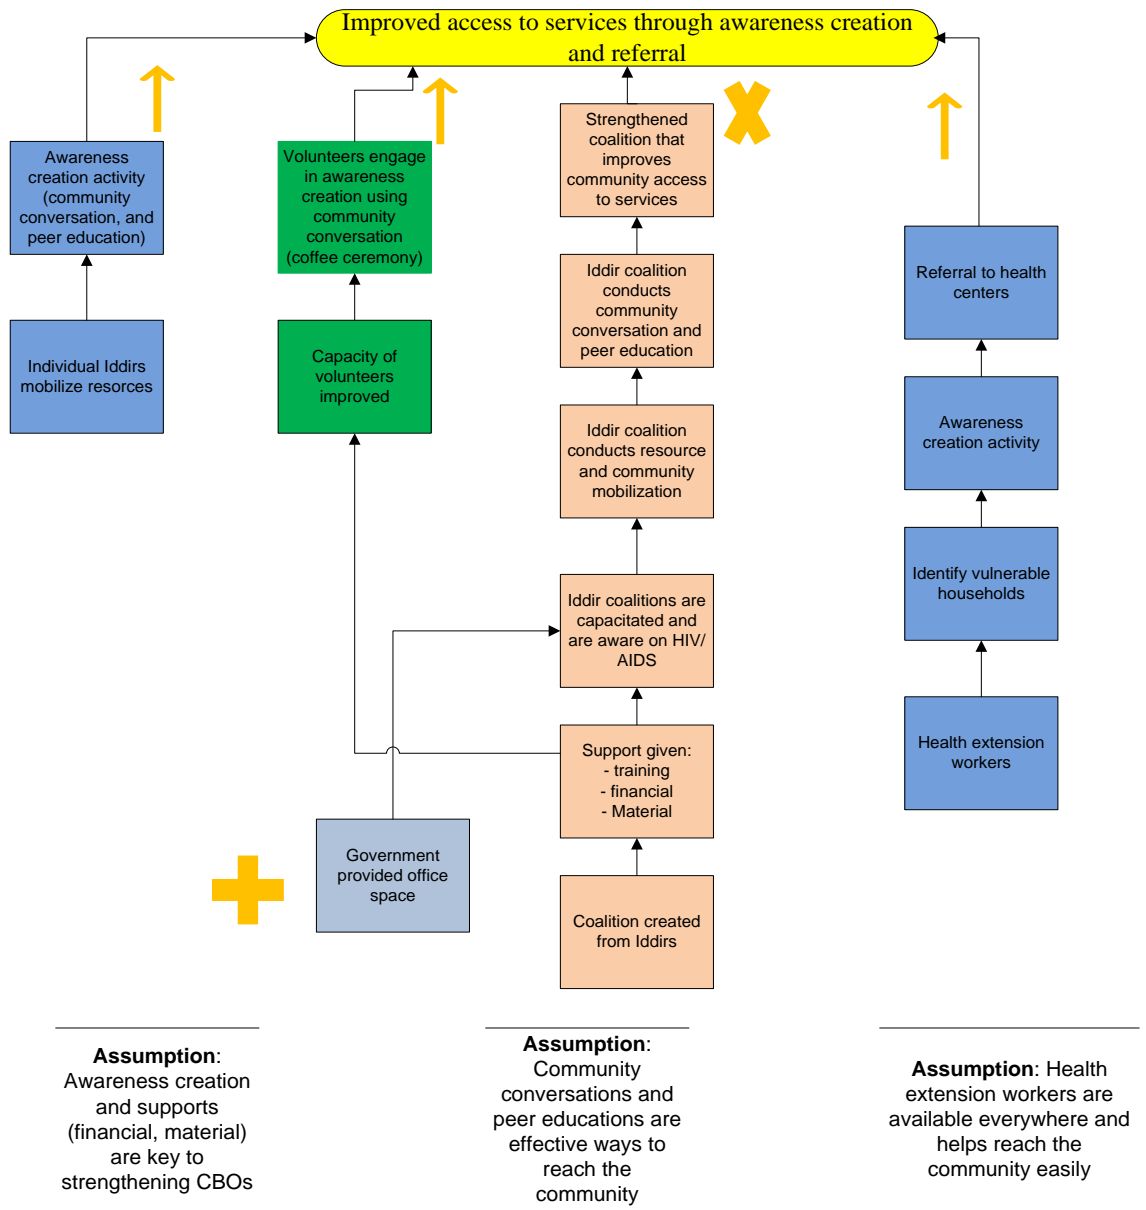 Improved access to services through awareness creation
and referral
Awareness
creation activity
(community
conversation, and
peer education)
Individual Iddirs
mobilize resorces
Volunteers engage
in awareness
creation using
community
conversation
(coffee ceremony)
Capacity of
volunteers
improved
Government
provided office
space
Strengthened
coalition that
improves
community access
to services
Iddir coalition
conducts
community
conversation and
peer education
Iddir coalition
conducts resource
and community
mobilization
Iddir coalitions are
capacitated and
are aware on HIV/
AIDS
Support given:
- training
- financial
- Material
Coalition created
from Iddirs
Referral to health
centers
Awareness
creation activity
Identify vulnerable
households
Health extension
workers
Assumption:
Awareness creation
and supports
(financial, material)
are key to
strengthening CBOs
Assumption:
Community
conversations and
peer educations are
effective ways to
reach the
community
Assumption: Health
extension workers are
available everywhere and
helps reach the
community easily